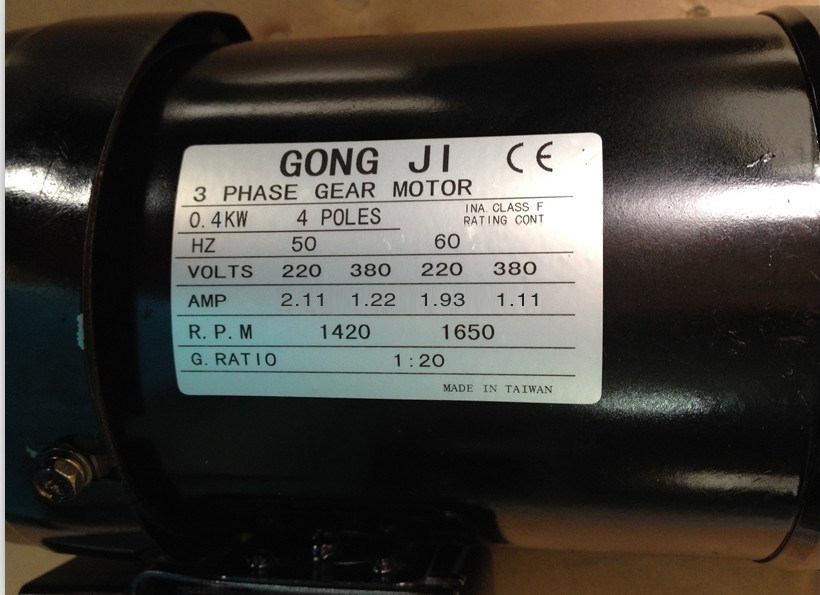 GONG JI CE
3 PHASE GEAR MOTOR
0.4KW 4 POLES
INA. CLASS F
RATING CONT
HZ 50 60
VOLTS 220 380 220 380
AMP 2.11 1.22 1.93 1.11
R.P.M 1420 1650
G.RATIO 1:20
MADE IN TAIWAN